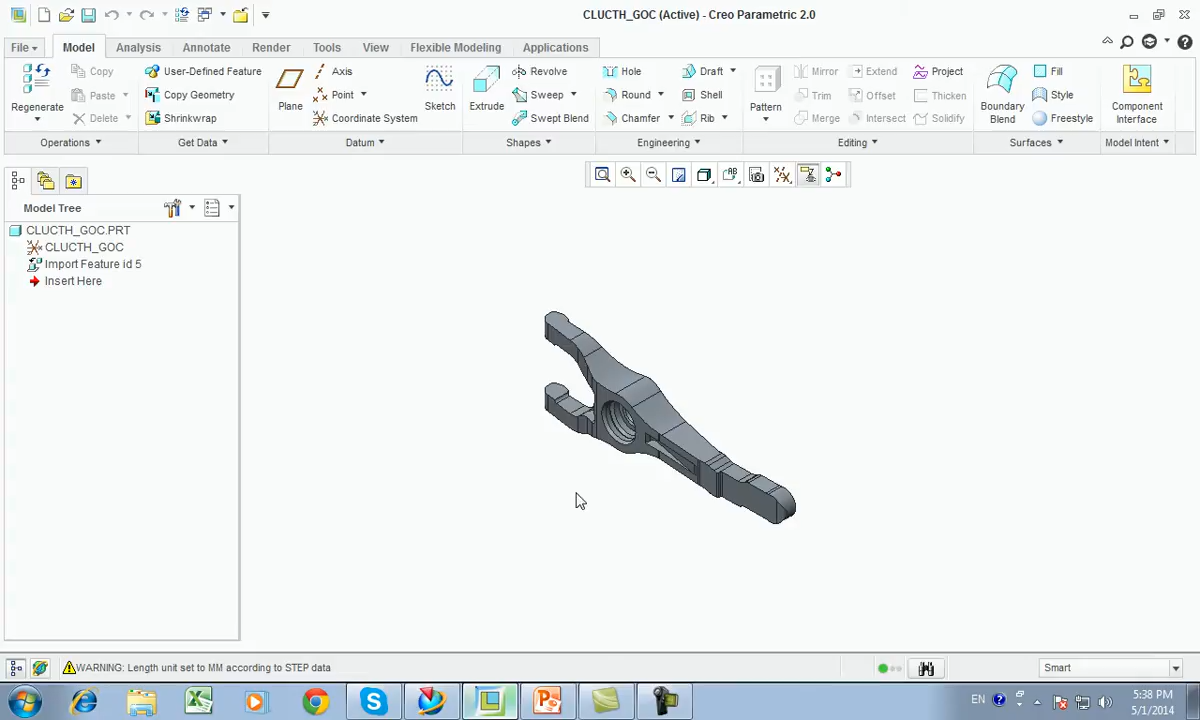 CLUCTH_GOC (Active) - Creo Parametric 2.0
File Model Analysis Annotate Render Tools View Flexible Modeling Applications
Copy User-Defined Feature Axis Revolve Hole Draft Mirror Extend Project Fill
Regenerate Paste Copy Geometry Plane Point Sketch Extrude Sweep Round Shell Pattern Trim Offset Thicken Boundary Blend Style Component Interface
Delete Shrinkwrap Coordinate System Swept Blend Chamfer Rib Merge Intersect Solidify Freestyle
Operations Get Data Datum Shapes Engineering Editing Surfaces Model Intent
Model Tree
CLUCTH_GOC.PRT
CLUCTH_GOC
Import Feature id 5
Insert Here
WARNING: Length unit set to MM according to STEP data Smart
EN 5:38 PM
5/1/2014